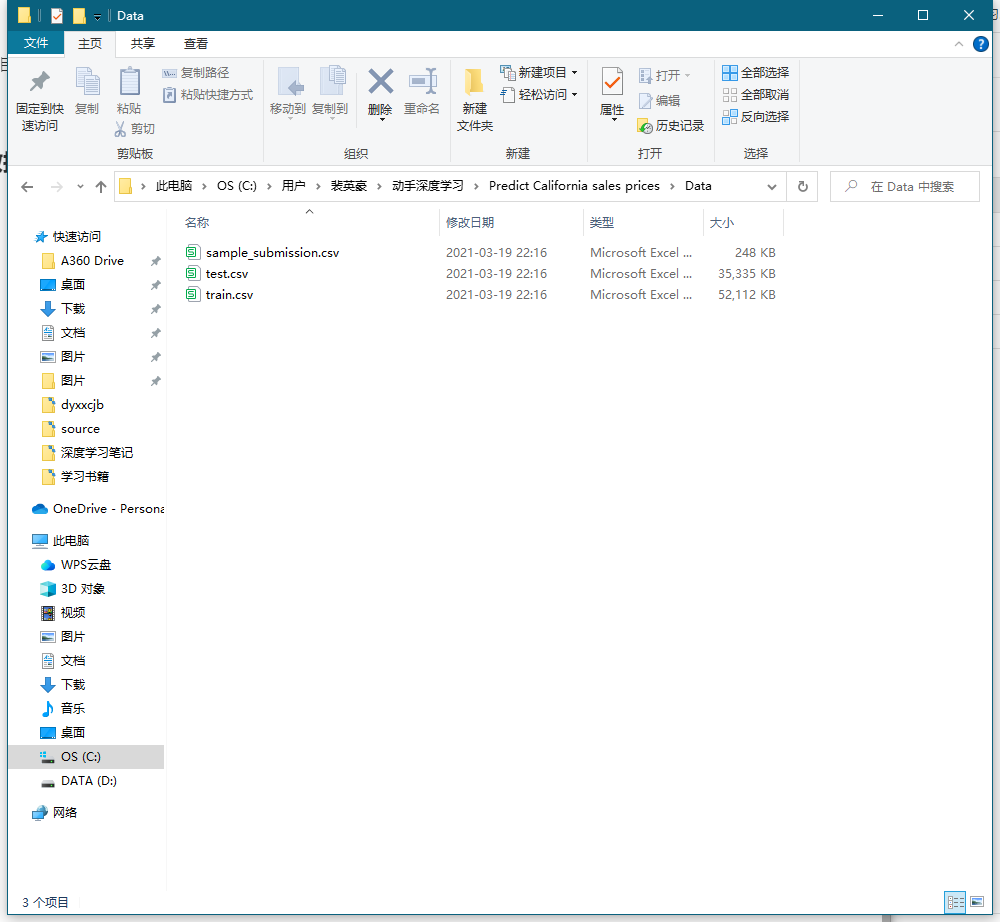 Data
文件 主页 共享 查看
固定到快速访问
复制
粘贴
复制路径
粘贴快捷方式
剪切
剪贴板
移动到
复制到
删除
重命名
组织
新建
文件夹
新建项目
轻松访问
新建
属性
打开
编辑
历史记录
打开
全部选择
全部取消
反向选择
选择
此电脑 OS (C:) 用户 裴英豪 动手深度学习 Predict California sales prices Data
在 Data 中搜索
名称 修改日期 类型 大小
sample_submission.csv 2021-03-19 22:16 Microsoft Excel ... 248 KB
test.csv 2021-03-19 22:16 Microsoft Excel ... 35,335 KB
train.csv 2021-03-19 22:16 Microsoft Excel ... 52,112 KB
快速访问
A360 Drive
桌面
下载
文档
图片
图片
dyxxcjb
source
深度学习笔记
学习书籍
OneDrive - Persona
此电脑
WPS云盘
3D 对象
视频
图片
文档
下载
音乐
桌面
OS (C:)
DATA (D:)
网络
3 个项目